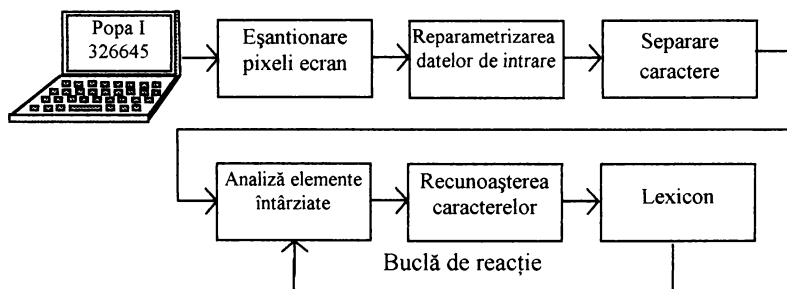 Popa I
326645
Eşantionare
pixeli ecran
Reparametrizarea
datelor de intrare
Separare
caractere
Analiză elemente
întârziate
Recunoaşterea
caracterelor
Lexicon
Buclă de reacţie